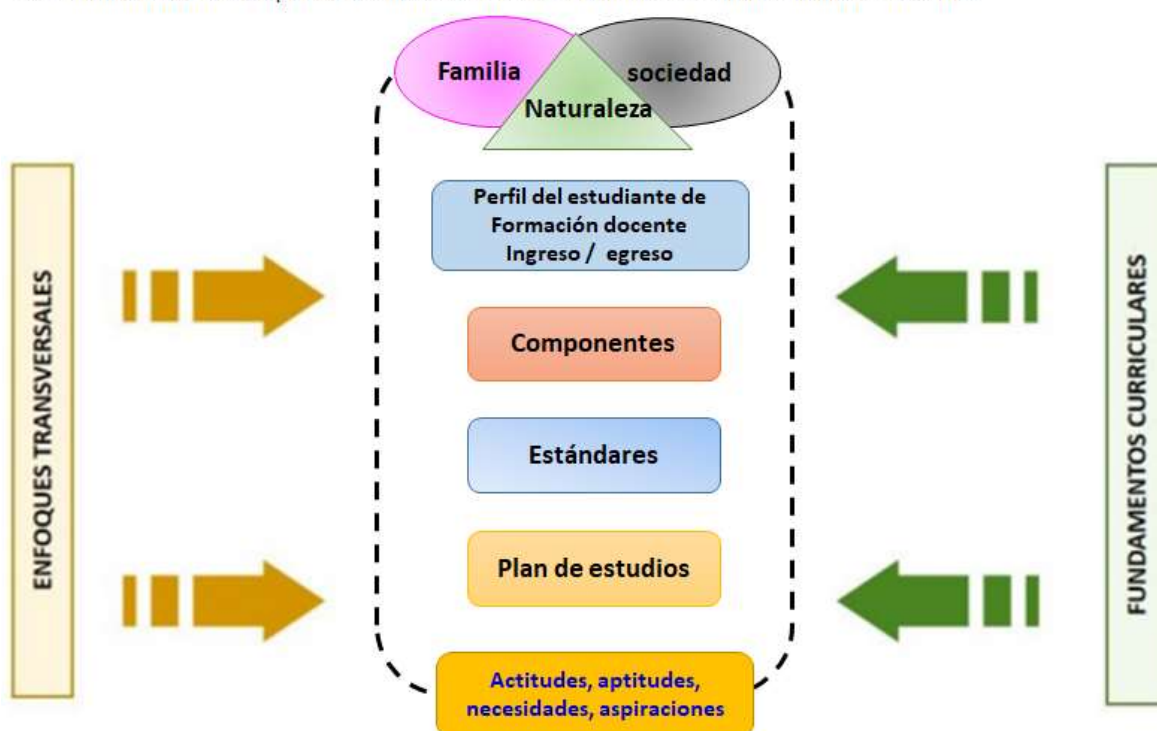 Familia
sociedad
Naturaleza
Perfil del estudiante de
Formación docente
Ingreso / egreso
ENFOQUES TRANSVERSALES
Componentes
FUNDAMENTOS CURRICULARES
Estándares
Plan de estudios
Actitudes, aptitudes,
necesidades, aspiraciones